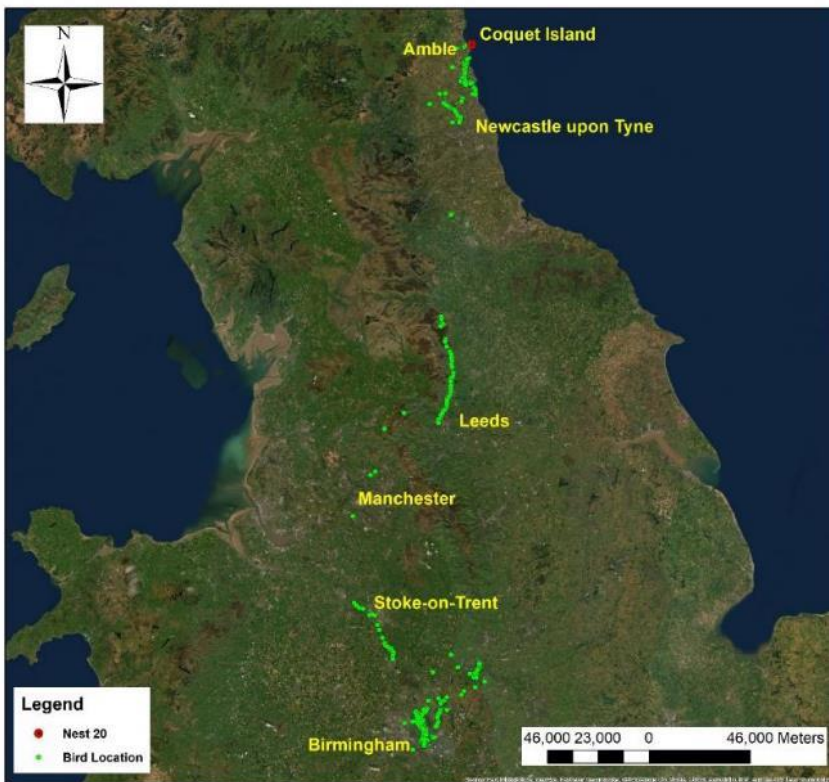 N
Coquet Island
Amble
Newcastle upon Tyne
Leeds
Manchester
Stoke-on-Trent
Birmingham
Legend
Nest 20
Bird Location
46,000 23,000 0 46,000 Meters